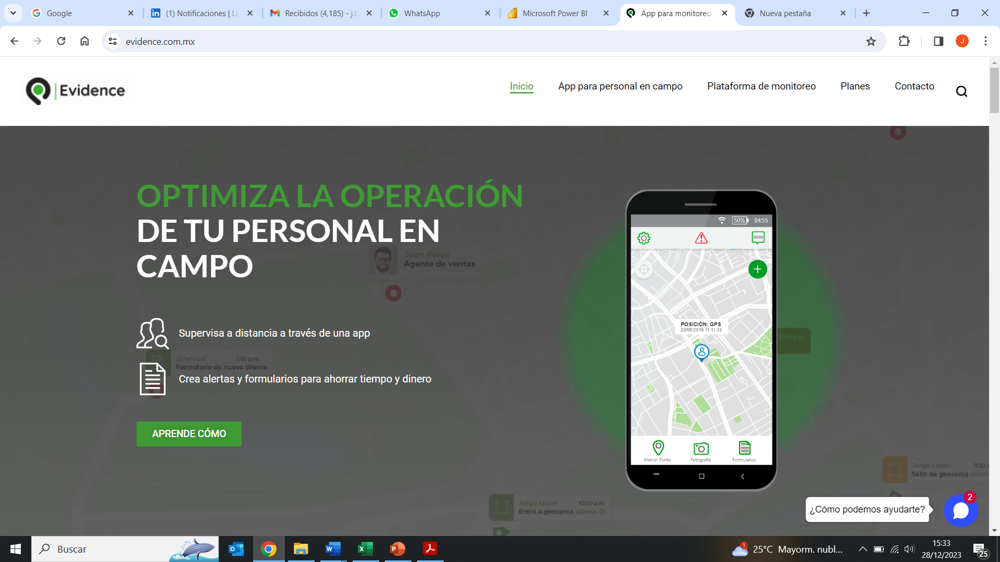 Google
(1) Notificaciones | Li
Recibidos (4,185) - j.b
WhatsApp
Microsoft Power BI
App para monitoreo
Nueva pestaña
evidence.com.mx
J
Evidence
Inicio
App para personal en campo
Plataforma de monitoreo
Planes
Contacto
OPTIMIZA LA OPERACIÓN
DE TU PERSONAL EN
CAMPO
Juan Pérez
Agente de ventas
Supervisa a distancia a través de una app
¡Enviado! 1:00 p.m.
Formulario de nuevo cliente
Crea alertas y formularios para ahorrar tiempo y dinero
APRENDE CÓMO
50% 04:55
POSICIÓN: GPS
23/08/2019 11:11:33
12:00 p.m.
Marcar Punto
Fotografía
Formularios
Jorge López 11:30 a
Salió de geocerca cliente
Jorge López 10:00 a.m.
Entró a geocerca cliente 01
¿Cómo podemos ayudarte?
2
Buscar
1
25°C Mayorm. nubl...
15:33
28/12/2023
25